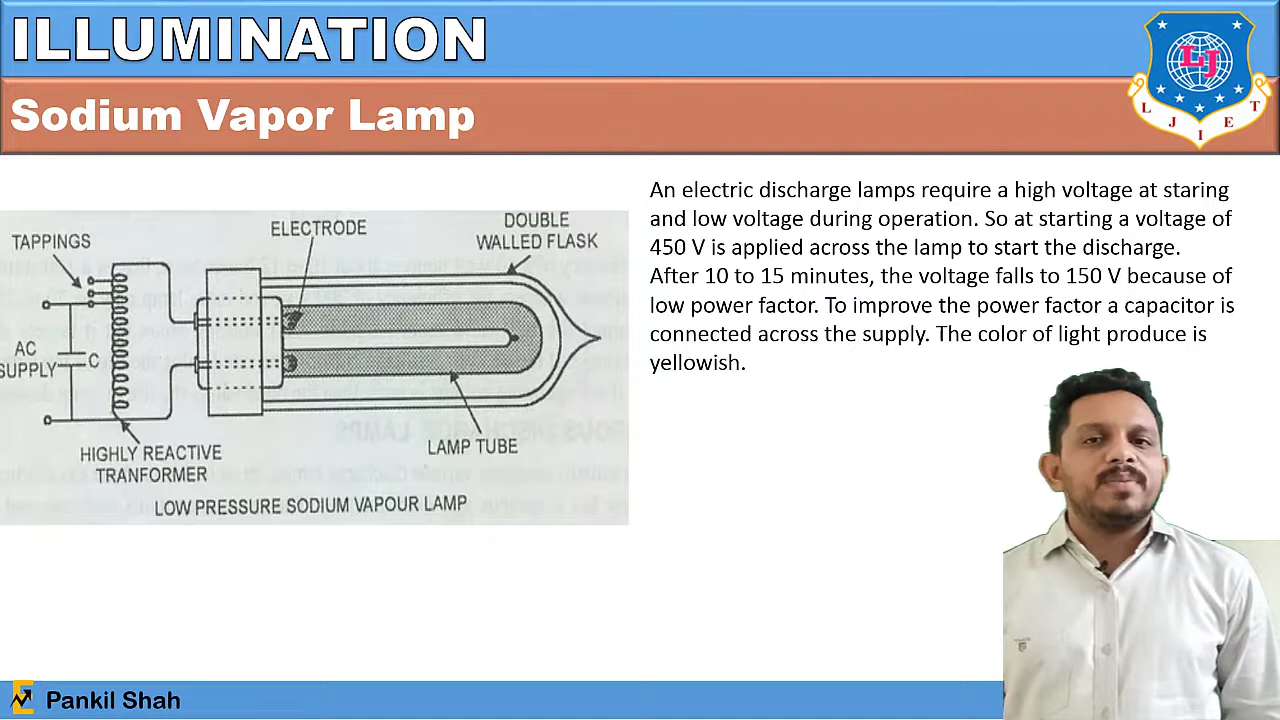 ILLUMINATION
Sodium Vapor Lamp
L J I E T
LJ
An electric discharge lamps require a high voltage at staring
and low voltage during operation. So at starting a voltage of
450 V is applied across the lamp to start the discharge.
After 10 to 15 minutes, the voltage falls to 150 V because of
low power factor. To improve the power factor a capacitor is
connected across the supply. The color of light produce is
yellowish.
TAPPINGS
ELECTRODE
DOUBLE
WALLED FLASK
AC
SUPPLY
C
LAMP TUBE
HIGHLY REACTIVE
TRANFORMER
LOW PRESSURE SODIUM VAPOUR LAMP
Pankil Shah